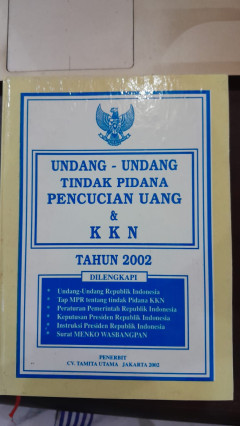 UNDANG - UNDANG
TINDAK PIDANA
PENCUCIAN UANG
&
K K N
TAHUN 2002
DILENGKAPI
* Undang-Undang Republik Indonesia
* Tap MPR tentang tindak Pidana KKN
* Peraturan Pemerintah Republik Indonesia
* Keputusan Presiden Republik Indonesia
* Instruksi Presiden Republik Indonesia
* Surat MENKO WASBANGPAN
PENERBIT
CV. TAMITA UTAMA JAKARTA 2002